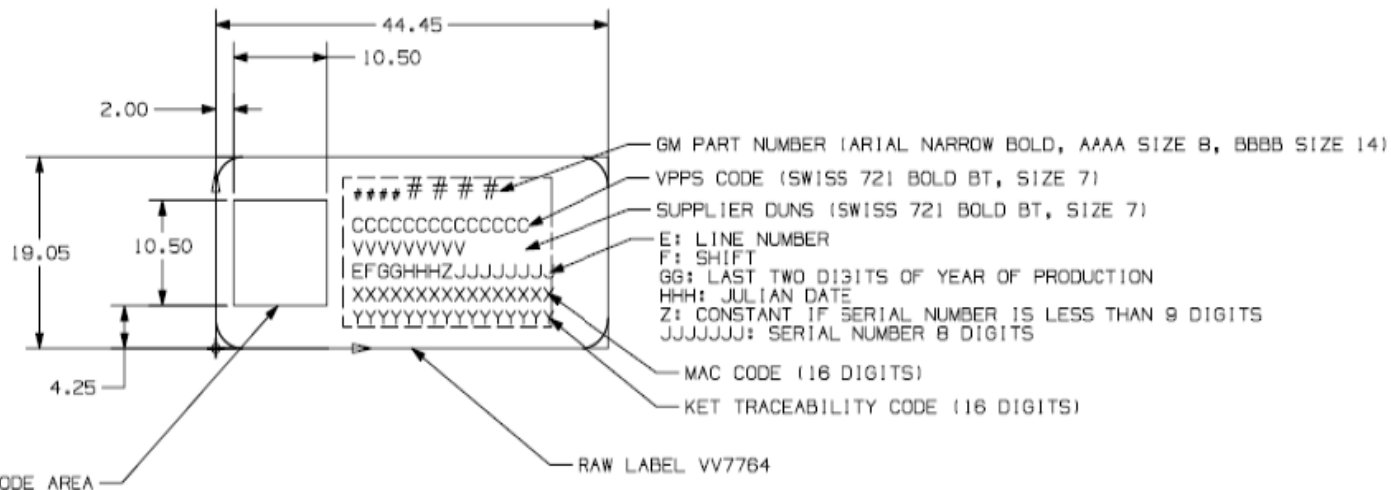 44.45
10.50
2.00
GM PART NUMBER (ARIAL NARROW BOLD, AAAA SIZE 8, BBBB SIZE 14)
VPPS CODE (SWISS 721 BOLD BT, SIZE 7)
SUPPLIER DUNS (SWISS 721 BOLD BT, SIZE 7)
########
CCCCCCCCCCCCCC
VVVVVVVVV
EFGGHHHZJJJJJJJJ
XXXXXXXXXXXXXXXX
YYYYYYYYYYYYYYYY
19.05
10.50
E: LINE NUMBER
F: SHIFT
GG: LAST TWO DIGITS OF YEAR OF PRODUCTION
HHH: JULIAN DATE
Z: CONSTANT IF SERIAL NUMBER IS LESS THAN 9 DIGITS
JJJJJJJ: SERIAL NUMBER 8 DIGITS
MAC CODE (16 DIGITS)
4.25
KET TRACEABILITY CODE (16 DIGITS)
RAW LABEL VV7764
ODE AREA